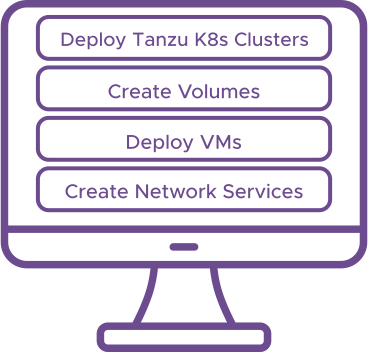 Deploy Tanzu K8s Clusters
Create Volumes
Deploy VMs
Create Network Services